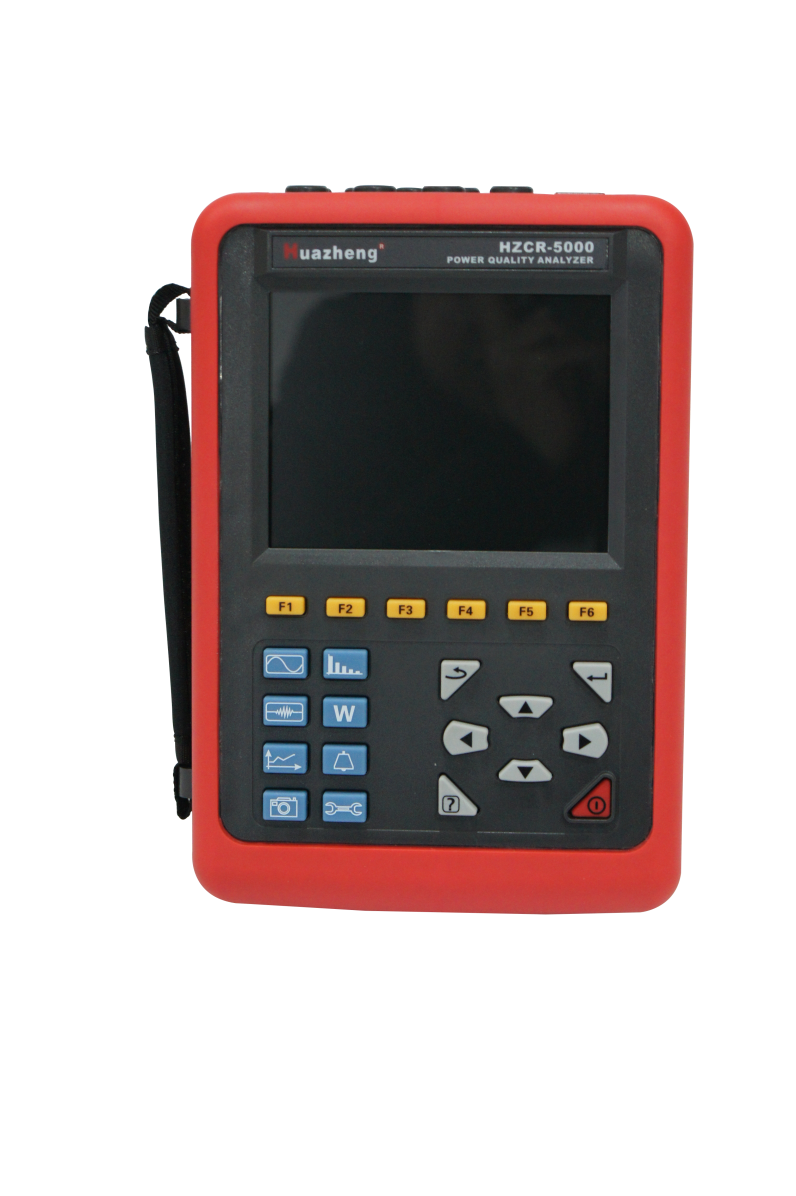 Huazheng R
HZCR-5000
POWER QUALITY ANALYZER
F1 F2 F3 F4 F5 F6
W
?